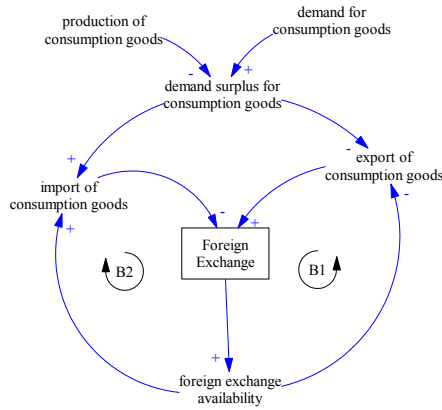 production of
consumption goods
demand for
consumption goods
-
+
demand surplus for
consumption goods
+
-
-
import of
consumption goods
export of
consumption goods
+
-
-
+
Foreign
Exchange
B2
B1
+
foreign exchange
availability